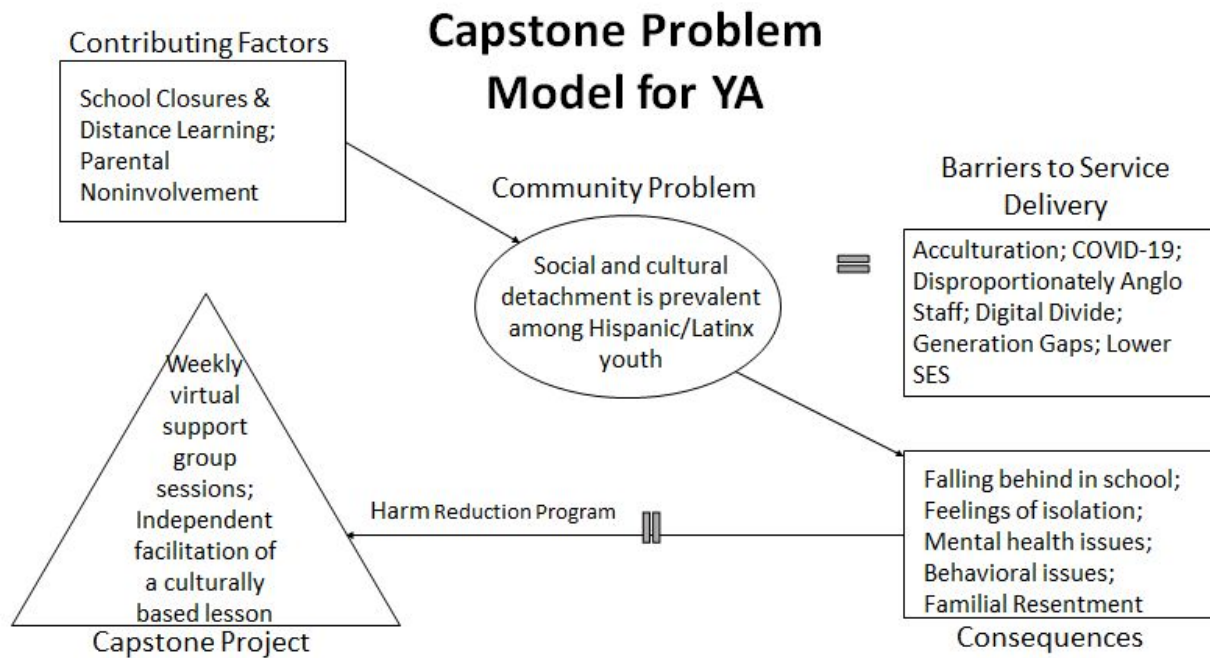 Capstone Problem
Model for YA
Contributing Factors
School Closures &
Distance Learning;
Parental
Noninvolvement
Community Problem
Social and cultural
detachment is prevalent
among Hispanic/Latinx
youth
Barriers to Service
Delivery
Acculturation; COVID-19;
Disproportionately Anglo
Staff; Digital Divide;
Generation Gaps; Lower
SES
Weekly
virtual
support
group
sessions;
Independent
facilitation of
a culturally
based lesson
Capstone Project
Harm Reduction Program
Falling behind in school;
Feelings of isolation;
Mental health issues;
Behavioral issues;
Familial Resentment
Consequences